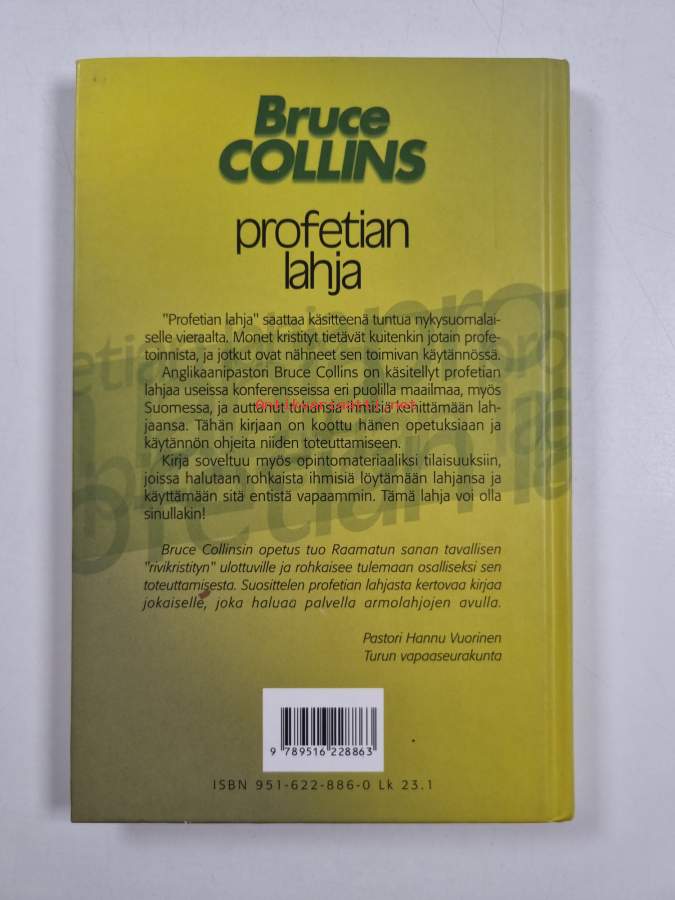 Bruce
COLLINS
profetian
lahja
"Profetian lahja" saattaa käsitteenä tuntua nykysuomalai-
selle vieraalta. Monet kristityt tietävät kuitenkin jotain profe-
toinnista, ja jotkut ovat nähneet sen toimivan käytännössä.
Anglikaanipastori Bruce Collins on käsitellyt profetian
lahjaa useissa konferensseissa eri puolilla maailmaa, myös
Suomessa, ja auttanut tuhansia ihmisiä kehittämään lah-
jaansa. Tähän kirjaan on koottu hänen opetuksiaan ja
käytännön ohjeita niiden toteuttamiseen.
Kirja soveltuu myös opintomateriaaliksi tilaisuuksiin,
joissa halutaan rohkaista ihmisiä löytämään lahjansa ja
käyttämään sitä entistä vapaammin. Tämä lahja voi olla
sinullakin!
Bruce Collinsin opetus tuo Raamatun sanan tavallisen
"rivikristityn" ulottuville ja rohkaisee tulemaan osalliseksi sen
toteuttamisesta. Suosittelen profetian lahjasta kertovaa kirjaa
jokaiselle, joka haluaa palvella armolahjojen avulla.
Pastori Hannu Vuorinen
Turun vapaaseurakunta
9 789516 228863
ISBN 951-622-886-0 Lk 23.1